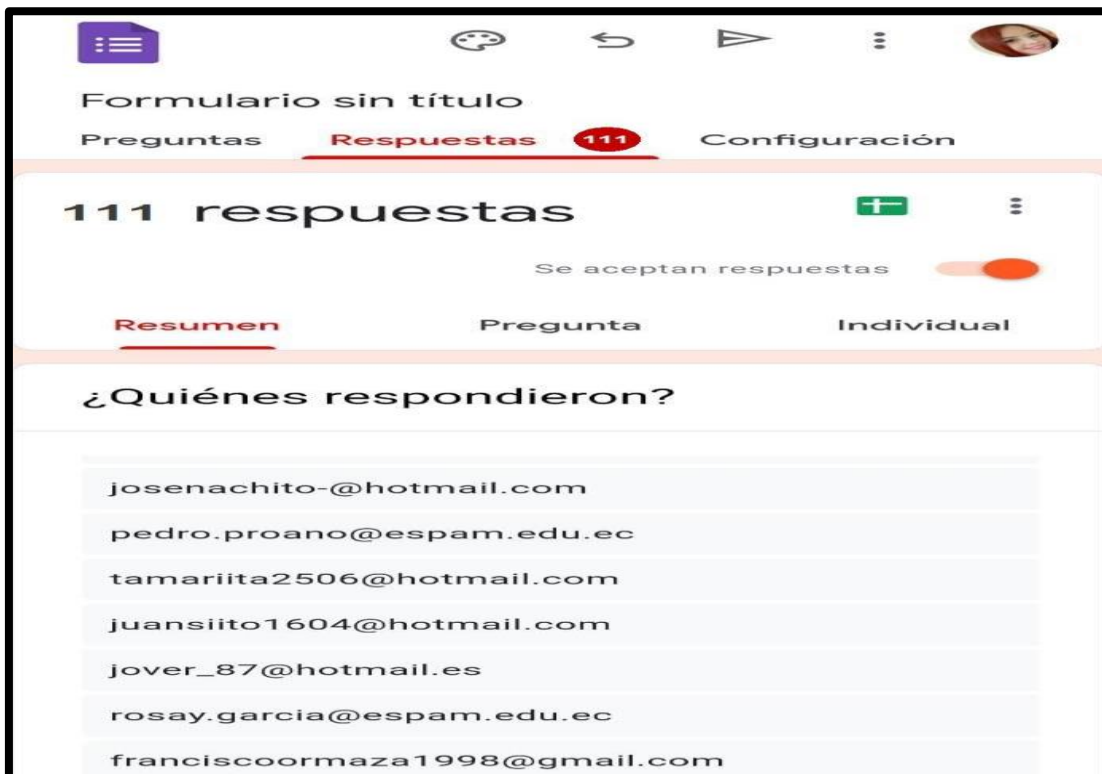 Formulario sin título
Preguntas Respuestas 111 Configuración
111 respuestas
Se aceptan respuestas
Resumen Pregunta Individual
¿Quiénes respondieron?
josenachito-@hotmail.com
pedro.proano@espam.edu.ec
tamariita2506@hotmail.com
juansiito1604@hotmail.com
jover_87@hotmail.es
rosay.garcia@espam.edu.ec
franciscoormaza1998@gmail.com